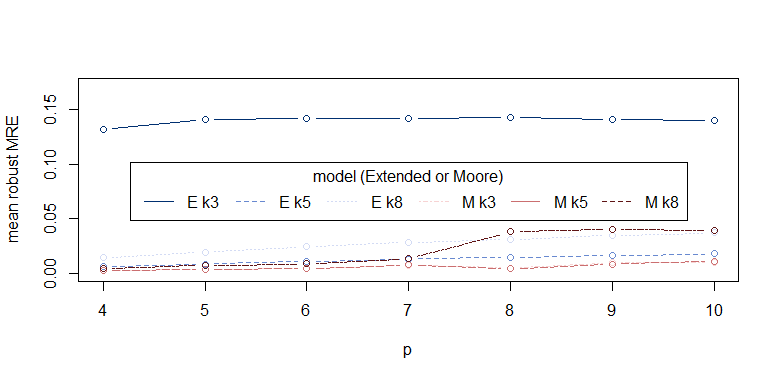 mean robust MRE
0.15
0.10
0.05
0.00
model (Extended or Moore)
E k3 E k5 E k8 M k3 M k5 M k8
4 5 6 7 8 9 10
p